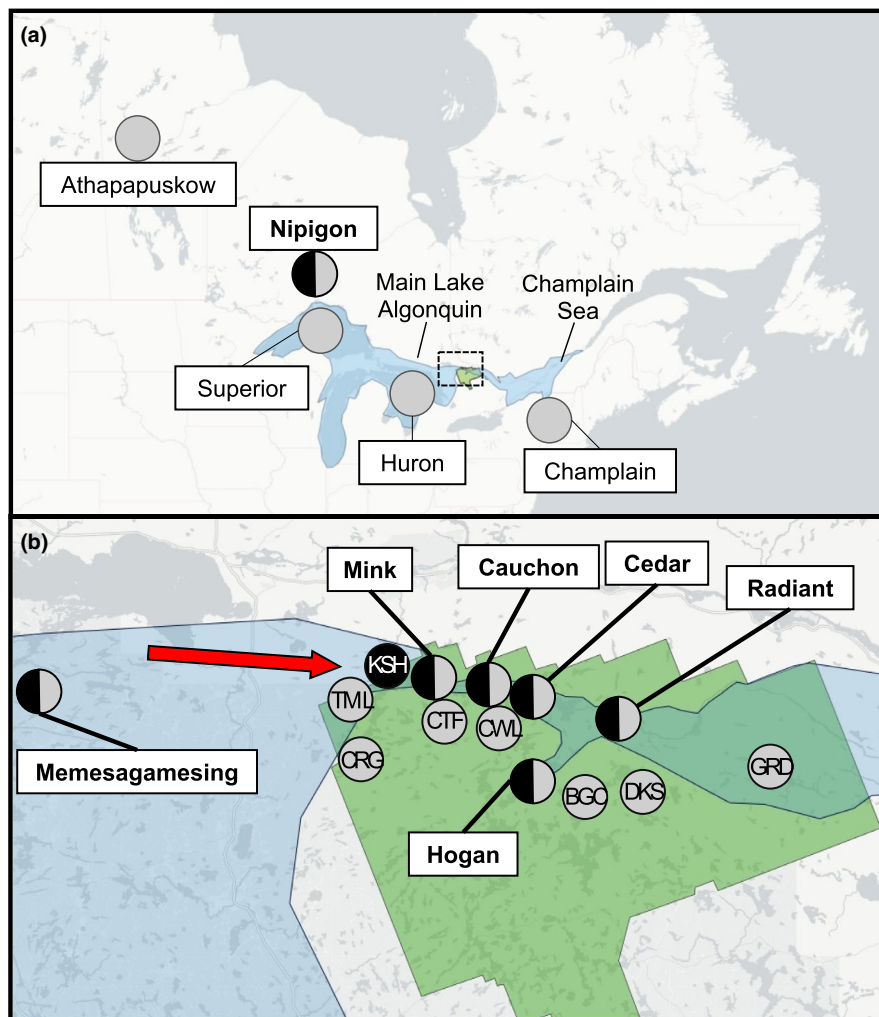 (a)
Athapapuskow
Nipigon
Main Lake
Algonquin
Champlain
Sea
Superior
Huron
Champlain
(b)
Mink
Cauchon
Cedar
Radiant
KSH
TML
CTF
CWL
CRG
GRD
BGC
DKS
Memesagamesing
Hogan